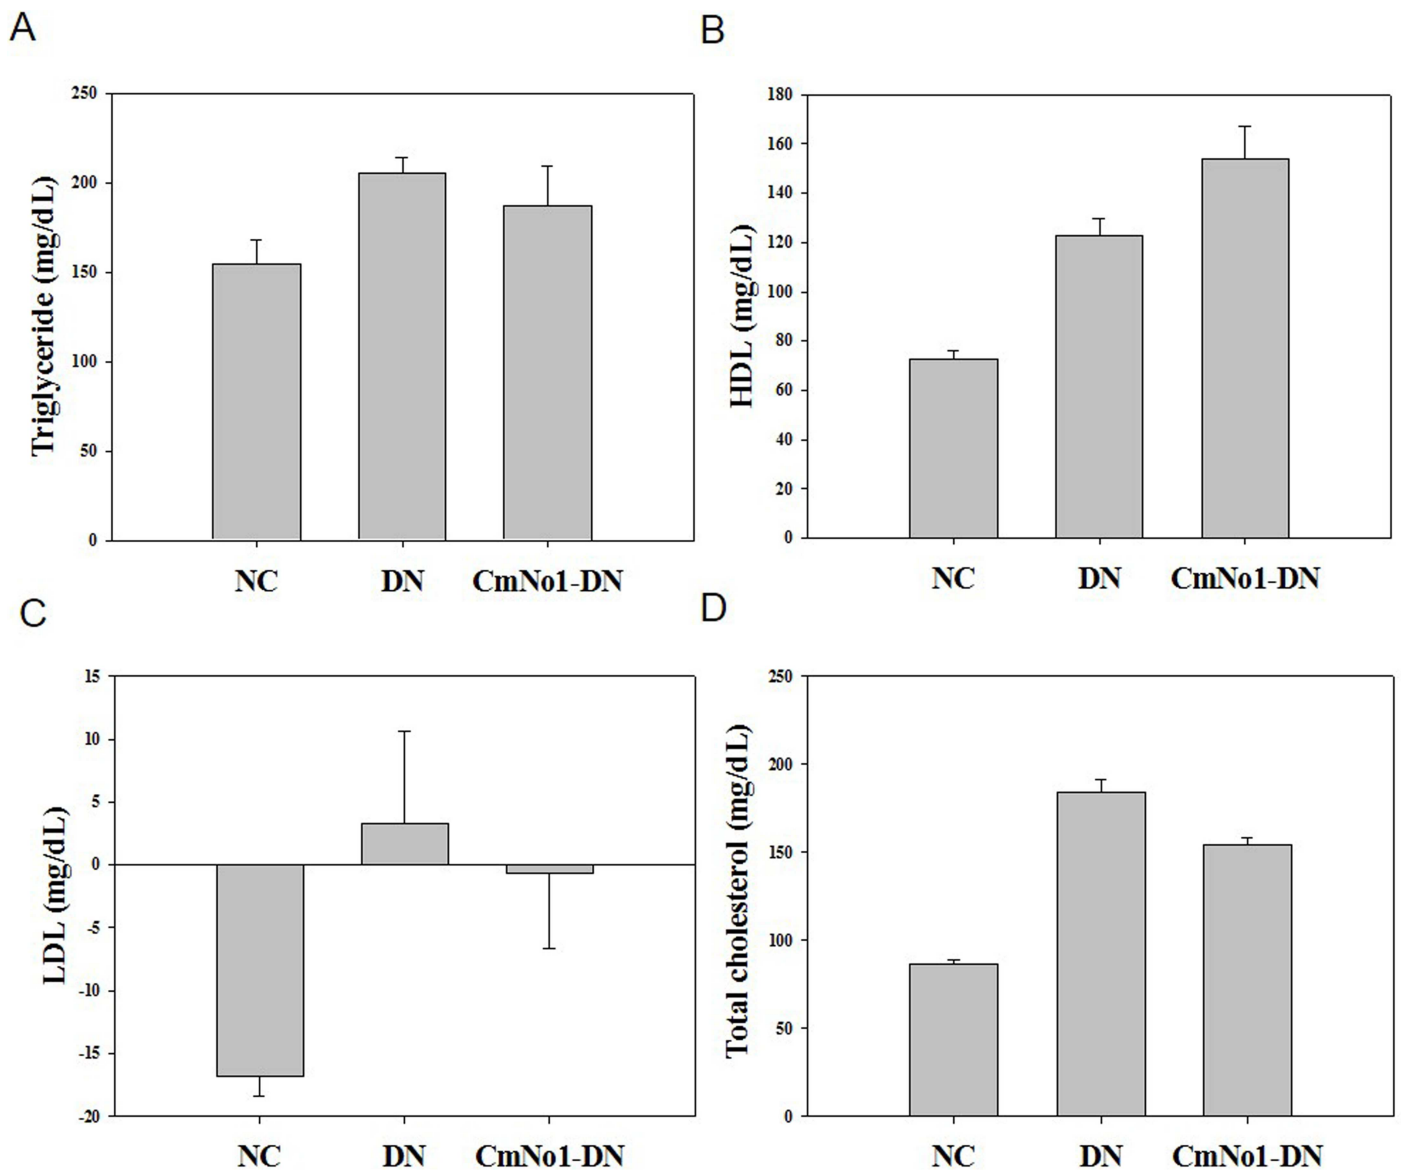 A
250
200
150
100
50
0
Triglyceride (mg/dL)
NC DN CmNo1-DN
B
180
160
140
120
100
80
60
40
20
0
HDL (mg/dL)
NC DN CmNo1-DN
C
15
10
5
0
-5
-10
-15
-20
LDL (mg/dL)
NC DN CmNo1-DN
D
250
200
150
100
50
0
Total cholesterol (mg/dL)
NC DN CmNo1-DN